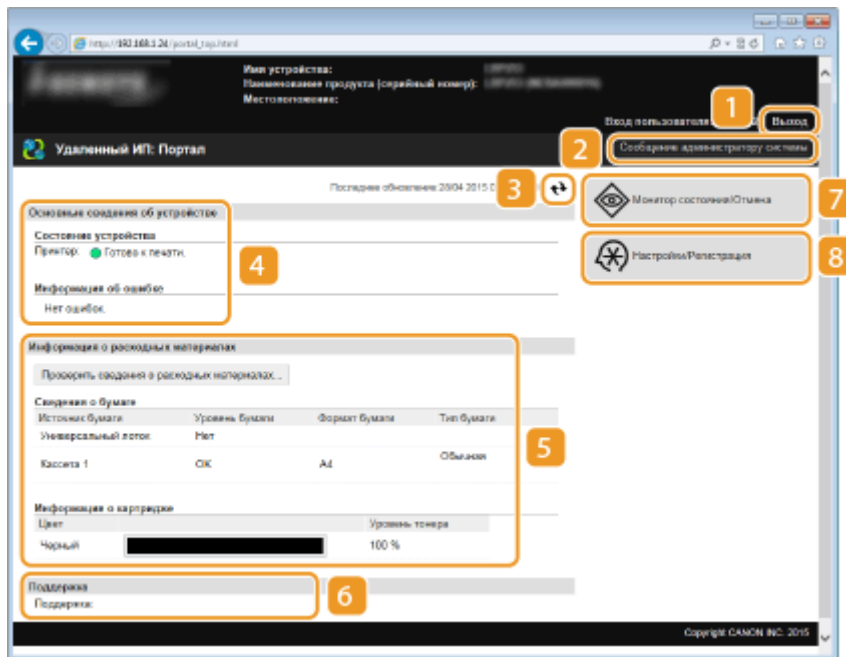 http://192.168.1.24/portal_top.html
Имя устройства:
Наименование продукта (серийный номер):
Местоположение:
1
Вход пользователя
Выход
Удаленный ИП: Портал
2
Сообщение администратору системы
Последнее обновление: 28/04 2015
3
Основные сведения об устройстве
Монитор состояния/Отмена
7
Состояние устройства
Принтер: Готово к печати.
4
Настройки/Регистрация
8
Информация об ошибке
Нет ошибок.
Информация о расходных материалах
Проверить сведения о расходных материалах...
Сведения о бумаге
Источник бумаги Уровень бумаги Формат бумаги Тип бумаги
Универсальный лоток Нет
5
Кассета 1 OK A4 Обычная
Информация о картридже
Цвет Уровень тонера
Черный 100 %
Поддержка
6
Поддержка:
Copyright CANON INC. 2015